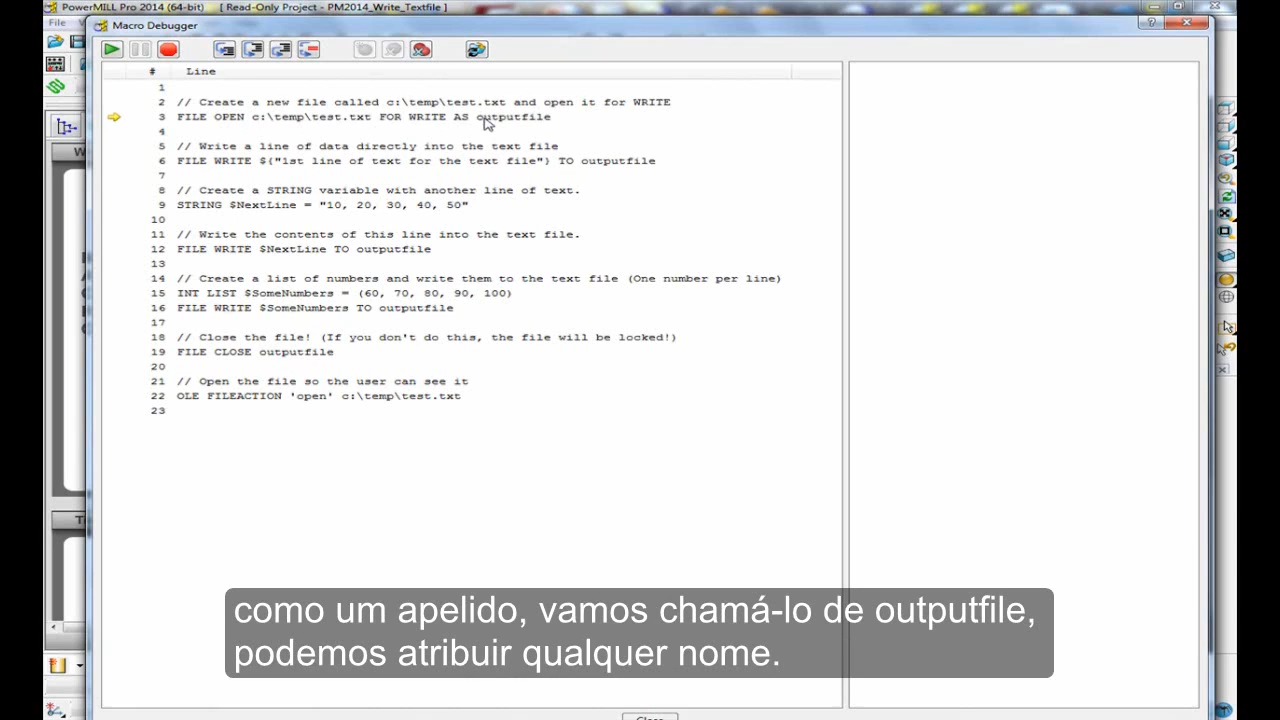 PowerMILL Pro 2014 (64-bit) [ Read-Only Project - PM2014_Write_Textfile ]
File
Macro Debugger
# Line
1
2 // Create a new file called c:\temp\test.txt and open it for WRITE
3 FILE OPEN c:\temp\test.txt FOR WRITE AS outputfile
4
5 // Write a line of data directly into the text file
6 FILE WRITE ${"1st line of text for the text file"} TO outputfile
7
8 // Create a STRING variable with another line of text.
9 STRING $NextLine = "10, 20, 30, 40, 50"
10
11 // Write the contents of this line into the text file.
12 FILE WRITE $NextLine TO outputfile
13
14 // Create a list of numbers and write them to the text file (One number per line)
15 INT LIST $SomeNumbers = (60, 70, 80, 90, 100)
16 FILE WRITE $SomeNumbers TO outputfile
17
18 // Close the file! (If you don't do this, the file will be locked!)
19 FILE CLOSE outputfile
20
21 // Open the file so the user can see it
22 OLE FILEACTION 'open' c:\temp\test.txt
23
como um apelido, vamos chamá-lo de outputfile,
podemos atribuir qualquer nome.